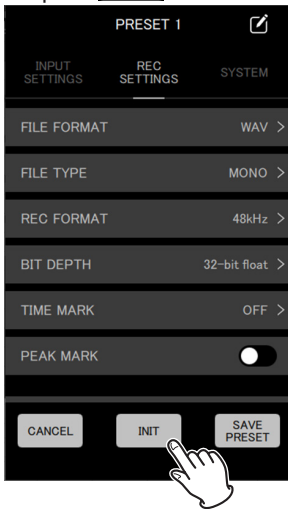 PRESET 1
INPUT
SETTINGS
REC
SETTINGS
SYSTEM
FILE FORMAT WAV >
FILE TYPE MONO >
REC FORMAT 48kHz >
BIT DEPTH 32-bit float >
TIME MARK OFF >
PEAK MARK
CANCEL
INIT
SAVE
PRESET